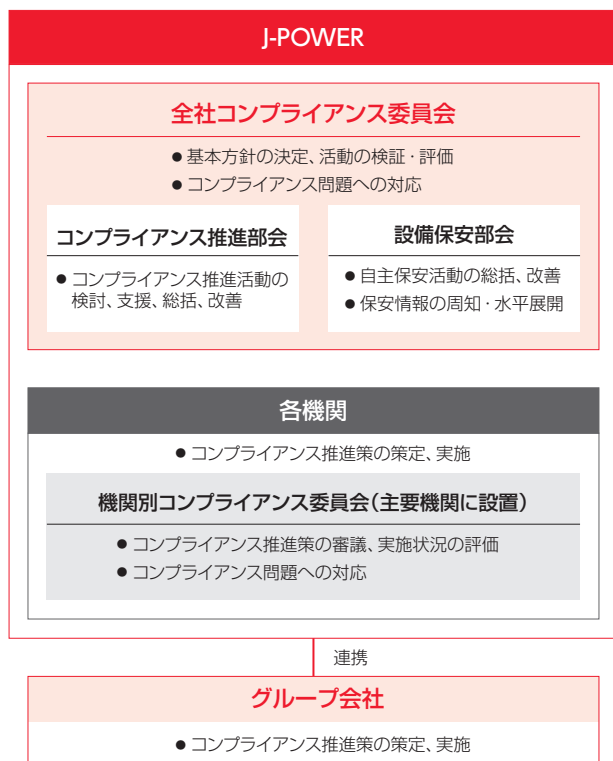 J-POWER
全社コンプライアンス委員会
●基本方針の決定、活動の検証・評価
●コンプライアンス問題への対応
コンプライアンス推進部会
●コンプライアンス推進活動の
検討、支援、総括、改善
設備保安部会
●自主保安活動の総括、改善
●保安情報の周知・水平展開
各機関
●コンプライアンス推進策の策定、実施
機関別コンプライアンス委員会(主要機関に設置)
●コンプライアンス推進策の審議、実施状況の評価
●コンプライアンス問題への対応
連携
グループ会社
●コンプライアンス推進策の策定、実施